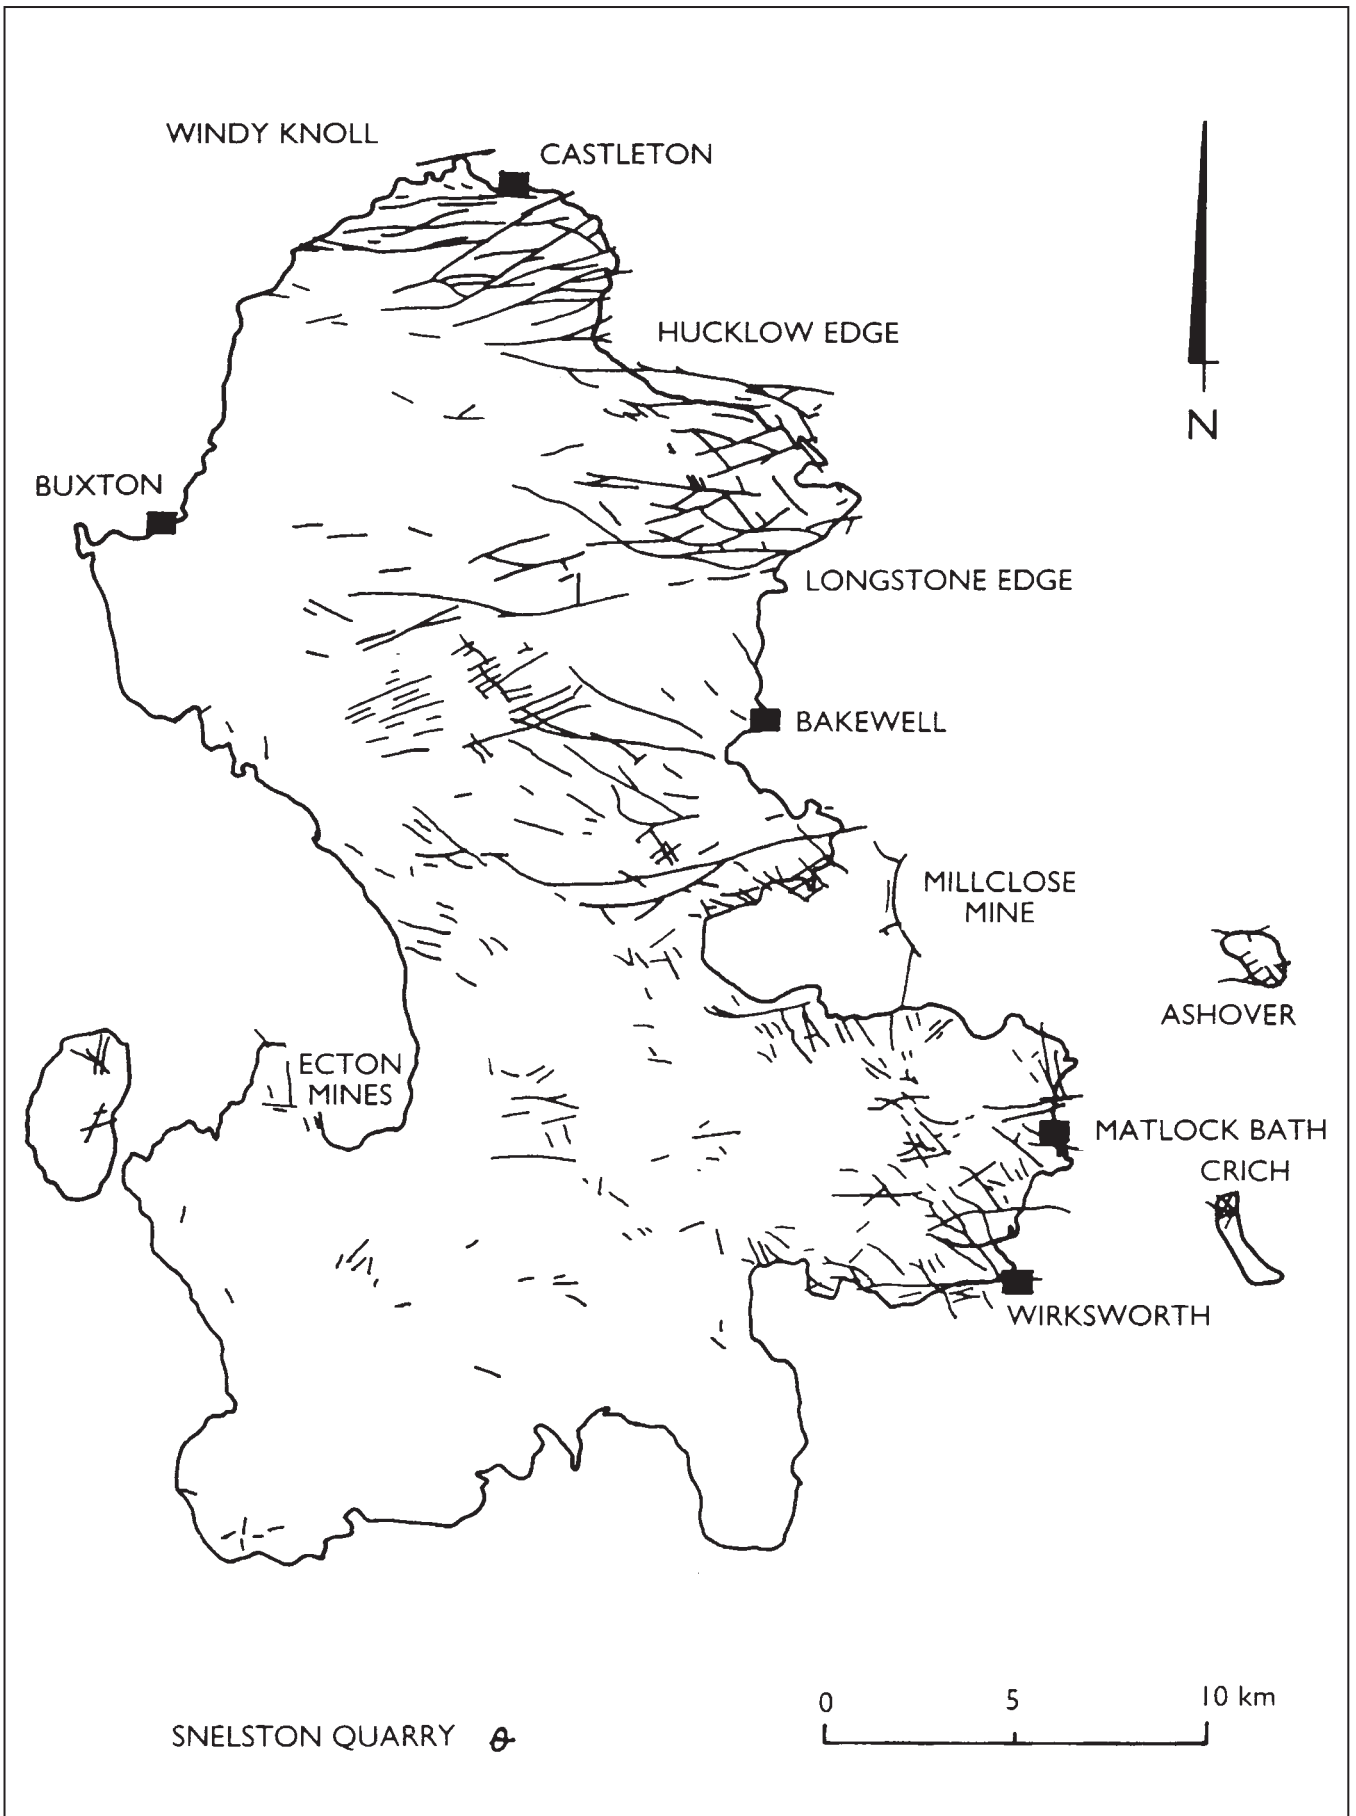 WINDY KNOLL
CASTLETON
HUCKLOW EDGE
N
BUXTON
LONGSTONE EDGE
BAKEWELL
MILLCLOSE
MINE
ASHOVER
ECTON
MINES
MATLOCK BATH
CRICH
WIRKSWORTH
0 5 10 km
SNELSTON QUARRY